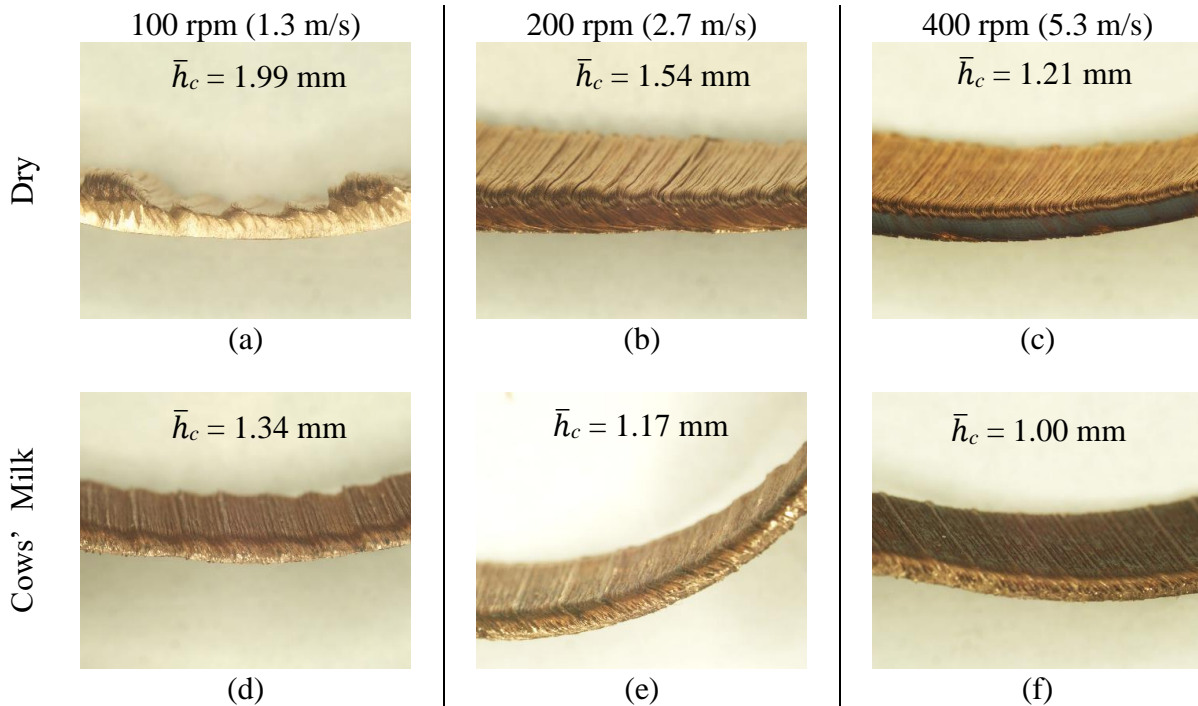 100 rpm (1.3 m/s)
200 rpm (2.7 m/s)
400 rpm (5.3 m/s)
Dry
h̄c = 1.99 mm
h̄c = 1.54 mm
h̄c = 1.21 mm
(a)
(b)
(c)
Cows' Milk
h̄c = 1.34 mm
h̄c = 1.17 mm
h̄c = 1.00 mm
(d)
(e)
(f)